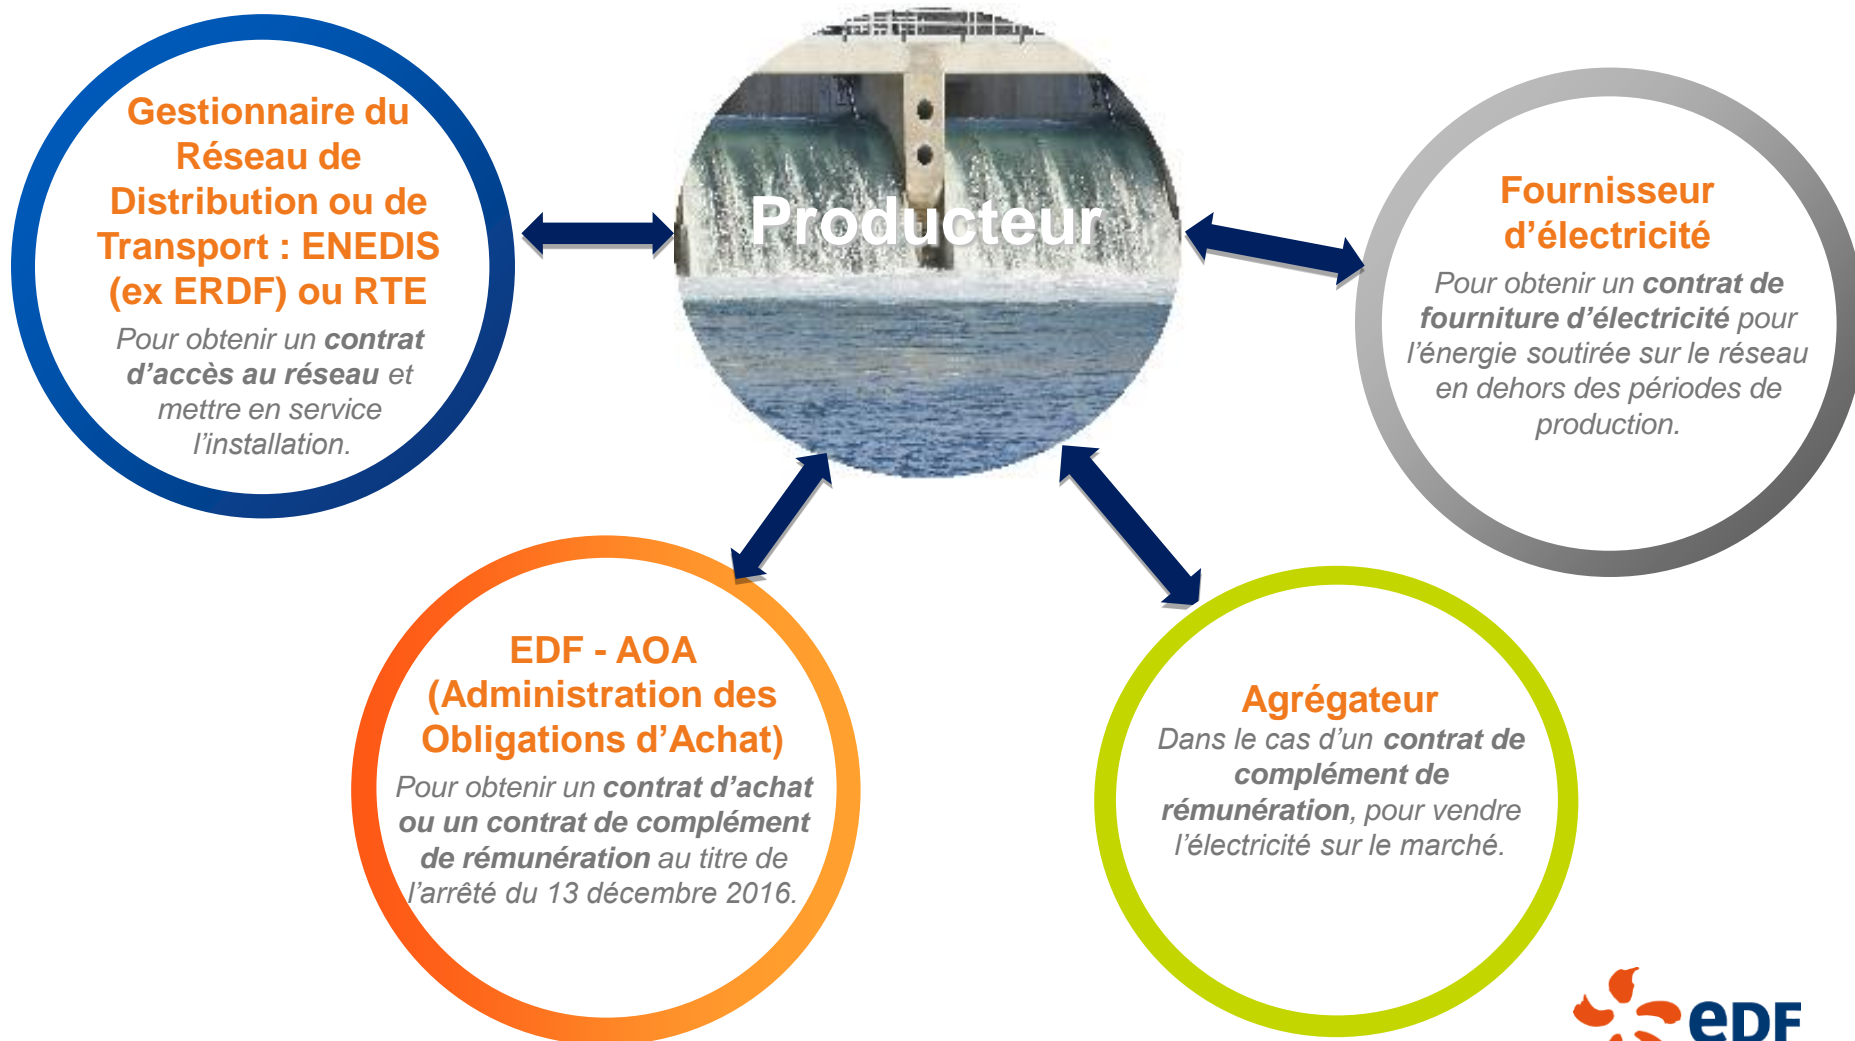 Gestionnaire du
Réseau de
Distribution ou de
Transport : ENEDIS
(ex ERDF) ou RTE
Pour obtenir un contrat
d’accès au réseau et
mettre en service
l’installation.
Producteur
Fournisseur
d’électricité
Pour obtenir un contrat de
fourniture d’électricité pour
l’énergie soutirée sur le réseau
en dehors des périodes de
production.
EDF - AOA
(Administration des
Obligations d’Achat)
Pour obtenir un contrat d’achat
ou un contrat de complément
de rémunération au titre de
l’arrêté du 13 décembre 2016.
Agrégateur
Dans le cas d’un contrat de
complément de
rémunération, pour vendre
l’électricité sur le marché.
eDF